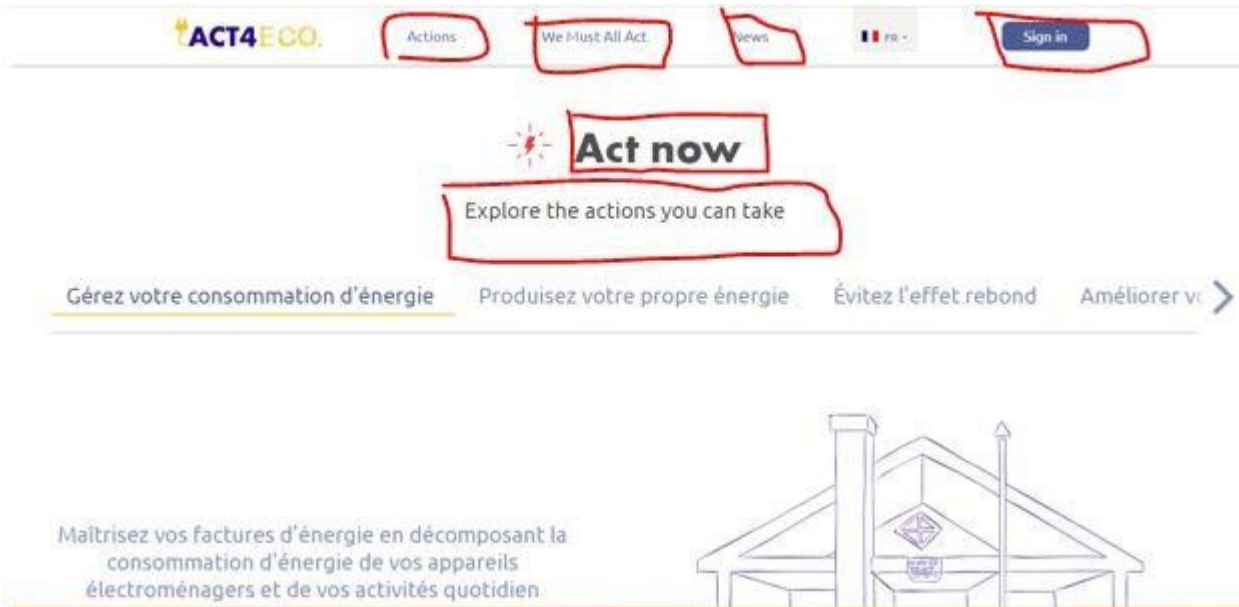 ACT4ECO.
Actions
We Must All Act
News
FR
Sign in
Act now
Explore the actions you can take
Gérez votre consommation d'énergie
Produisez votre propre énergie
Évitez l'effet rebond
Améliorer
Maîtrisez vos factures d'énergie en décomposant la
consommation d'énergie de vos appareils
électroménagers et de vos activités quotidien